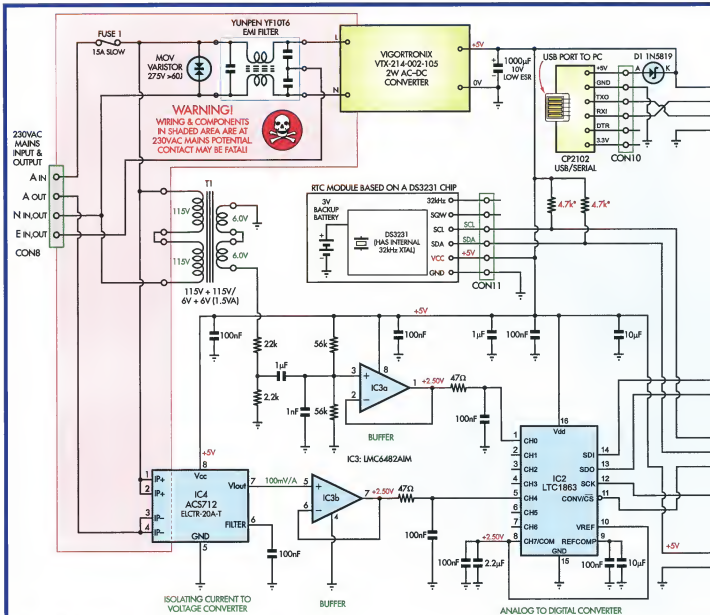 YUNPEN YF10T6
EMI FILTER
FUSE 1
15A SLOW
MOV
VARISTOR
275V >60J
L
N
VIGORTRONIX
VTX-214-002-105
2W AC–DC
CONVERTER
+5V
0V
1000µF
10V
LOW ESR
USB PORT TO PC
D1 1N5819
A
K
+5V
GND
TXO
RXI
DTR
3.3V
CP2102
USB/SERIAL
CON10
WARNING!
WIRING & COMPONENTS
IN SHADED AREA ARE AT
230VAC MAINS POTENTIAL
CONTACT MAY BE FATAL!
230VAC
MAINS
INPUT &
OUTPUT
A IN
A OUT
N IN,OUT
E IN,OUT
CON8
T1
115V
6.0V
115V
6.0V
115V + 115V/
6V + 6V (1.5VA)
RTC MODULE BASED ON A DS3231 CHIP
3V
BACKUP
BATTERY
DS3231
(HAS INTERNAL
32kHz XTAL)
32kHz
SQW
SCL
SDA
VCC
GND
SCL
SDA
+5V
CON11
4.7k*
4.7k*
+5V
100nF
100nF
1µF
100nF
10µF
22k
2.2k
1µF
1nF
56k
56k
3
2
8
1
IC3a
+2.50V
47Ω
100nF
BUFFER
IC3: LMC6482AIM
+5V
8
Vcc
1
IP+
2
IP+
3
IP–
4
IP–
IC4
ACS712
ELCTR-20A-T
VIout
7
FILTER
6
GND
5
100mV/A
100nF
5
6
4
7
IC3b
+2.50V
47Ω
100nF
BUFFER
16
Vdd
1
CH0
2
CH1
3
CH2
4
CH3
5
CH4
6
CH5
7
CH6
8
CH7/COM
IC2
LTC1863
SDI
14
SDO
13
SCK
12
CONV/CS
11
VREF
10
REFCOMP
9
GND
15
+2.50V
100nF
2.2µF
100nF
10µF
+5V
ISOLATING CURRENT TO
VOLTAGE CONVERTER
ANALOG TO DIGITAL CONVERTER